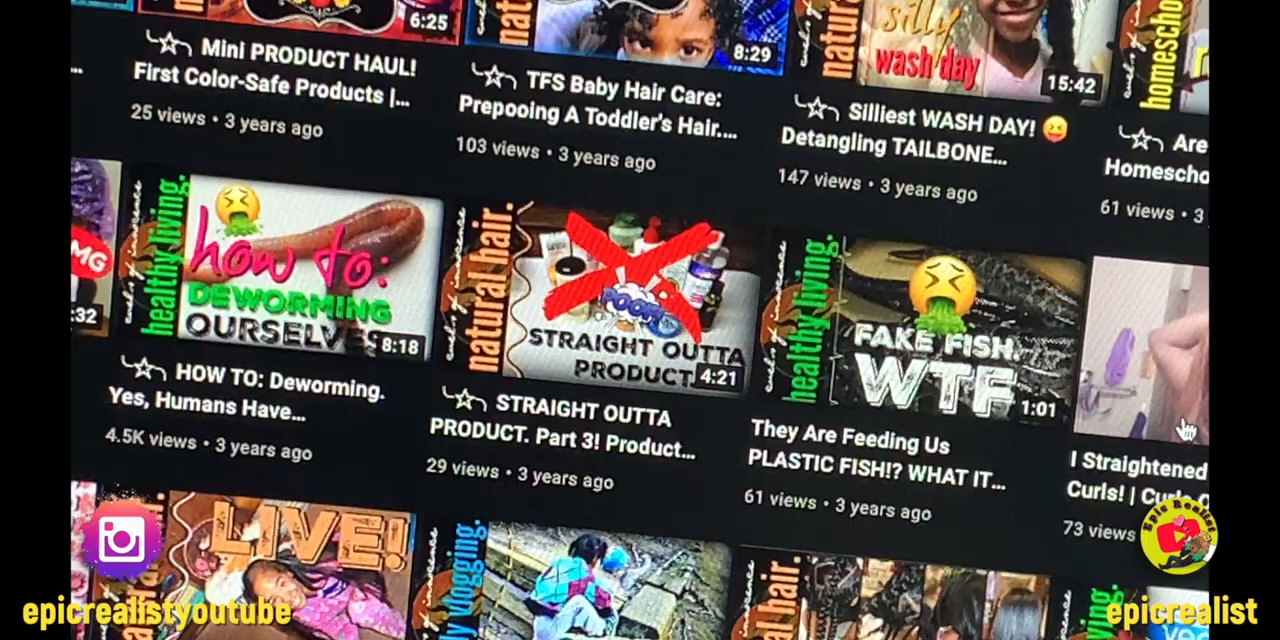 6:25
Mini PRODUCT HAUL!
First Color-Safe Products |...
25 views • 3 years ago
8:29
TFS Baby Hair Care:
Prepooing A Toddler's Hair....
103 views • 3 years ago
silly
wash day
15:42
Silliest WASH DAY! 😝
Detangling TAILBONE...
147 views • 3 years ago
Are
Homescho
61 views • 3
MG
:32
healthy living.
how to:
DEWORMING
OURSELVES
8:18
HOW TO: Deworming.
Yes, Humans Have...
4.5K views • 3 years ago
natural hair.
POOF!
STRAIGHT OUTTA
PRODUCT
4:21
STRAIGHT OUTTA
PRODUCT. Part 3! Product...
29 views • 3 years ago
healthy living.
FAKE FISH.
WTF
1:01
They Are Feeding Us
PLASTIC FISH!? WHAT IT...
61 views • 3 years ago
I Straightened
Curls! |
73 views
LIVE!
Epic Realist
epicrealistyoutube
epicrealist